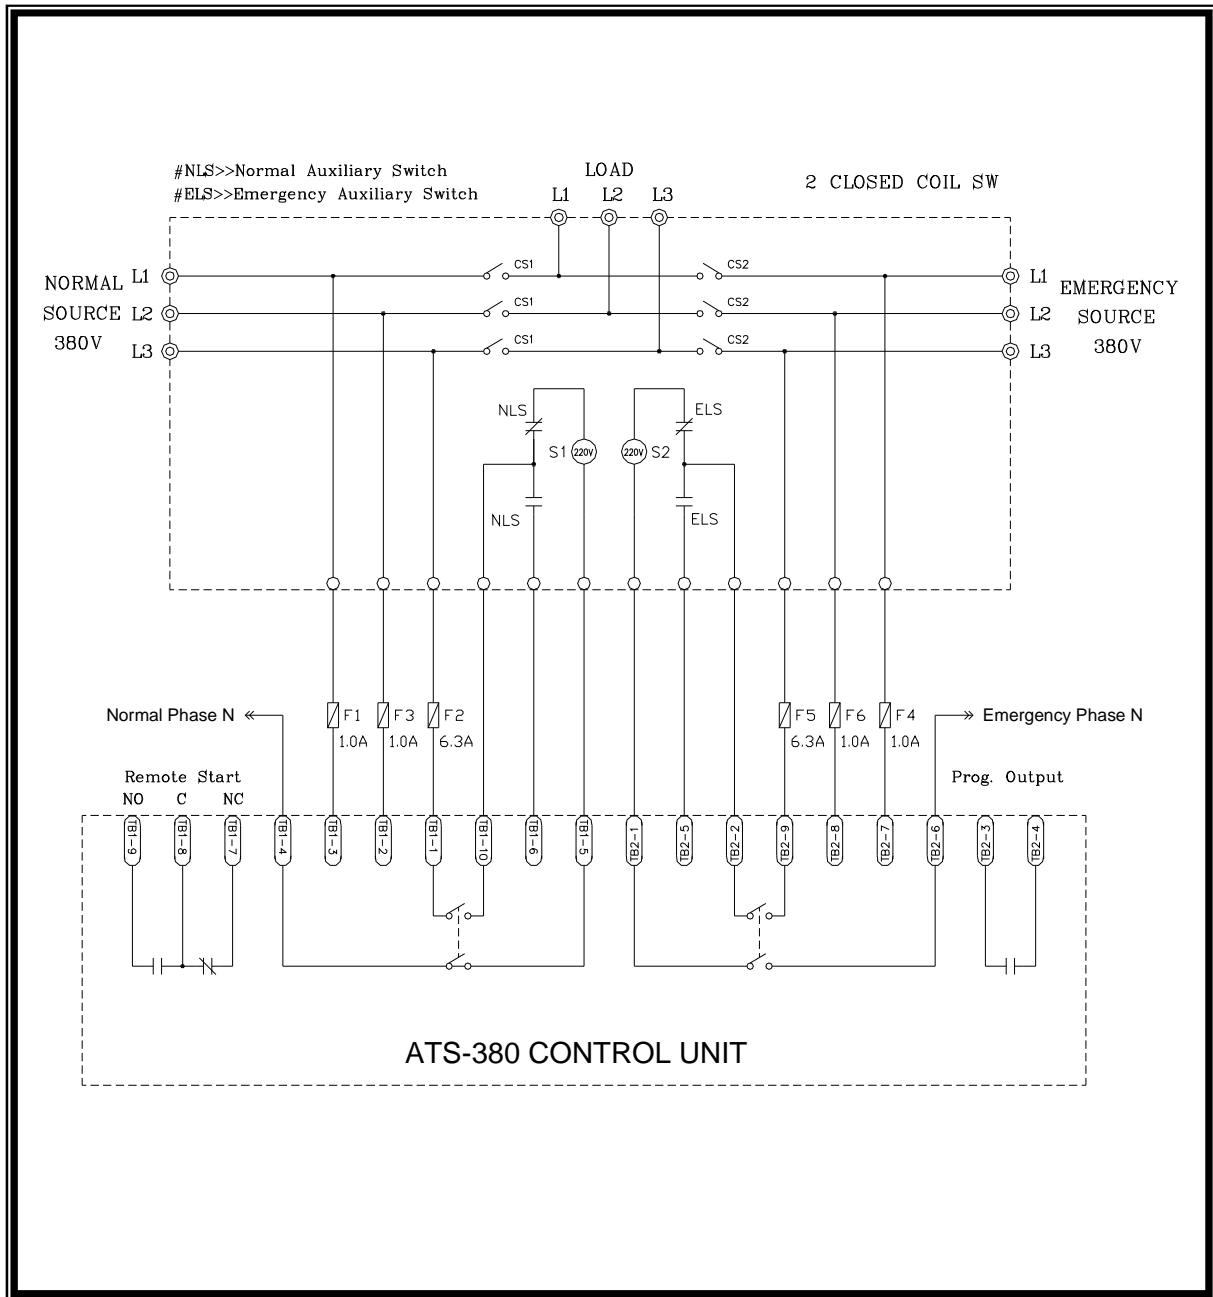 #NLS>>Normal Auxiliary Switch
#ELS>>Emergency Auxiliary Switch
LOAD
L1 L2 L3
2 CLOSED COIL SW
NORMAL
SOURCE
380V
L1
L2
L3
CS1
CS1
CS1
CS2
CS2
CS2
L1
L2
L3
EMERGENCY
SOURCE
380V
NLS
S1
220V
220V
S2
ELS
NLS
ELS
Normal Phase N
F1
1.0A
F3
1.0A
F2
6.3A
F5
6.3A
F6
1.0A
F4
1.0A
Emergency Phase N
Remote Start
NO C NC
Prog. Output
TB1-9
TB1-8
TB1-7
TB1-4
TB1-3
TB1-2
TB1-1
TB1-10
TB1-6
TB1-5
TB2-1
TB2-5
TB2-2
TB2-9
TB2-8
TB2-7
TB2-6
TB2-3
TB2-4
ATS-380 CONTROL UNIT